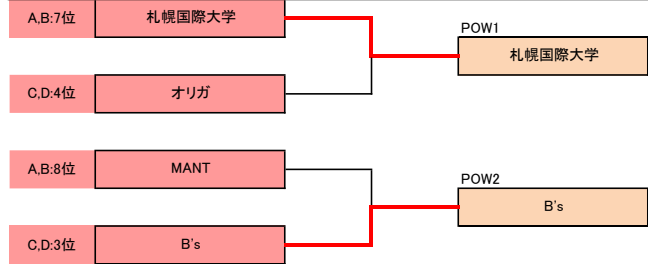 A,B:7位 札幌国際大学
POW1
札幌国際大学
C,D:4位 オリガ
A,B:8位 MANT
POW2
B's
C,D:3位 B's